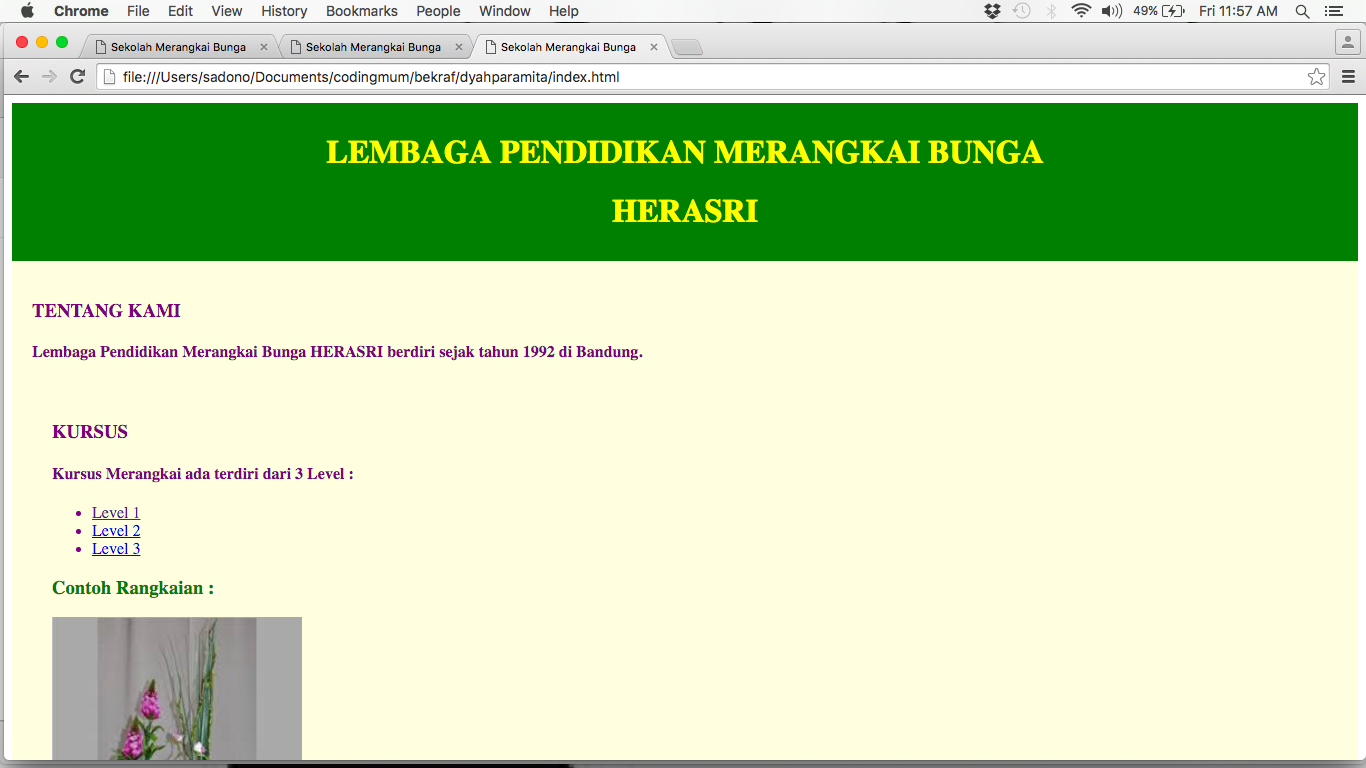 Chrome File Edit View History Bookmarks People Window Help 49% Fri 11:57 AM
Sekolah Merangkai Bunga Sekolah Merangkai Bunga Sekolah Merangkai Bunga
file:///Users/sadono/Documents/codingmum/bekraf/dyahparamita/index.html
LEMBAGA PENDIDIKAN MERANGKAI BUNGA
HERASRI
TENTANG KAMI
Lembaga Pendidikan Merangkai Bunga HERASRI berdiri sejak tahun 1992 di Bandung.
KURSUS
Kursus Merangkai ada terdiri dari 3 Level :
• Level 1
• Level 2
• Level 3
Contoh Rangkaian :